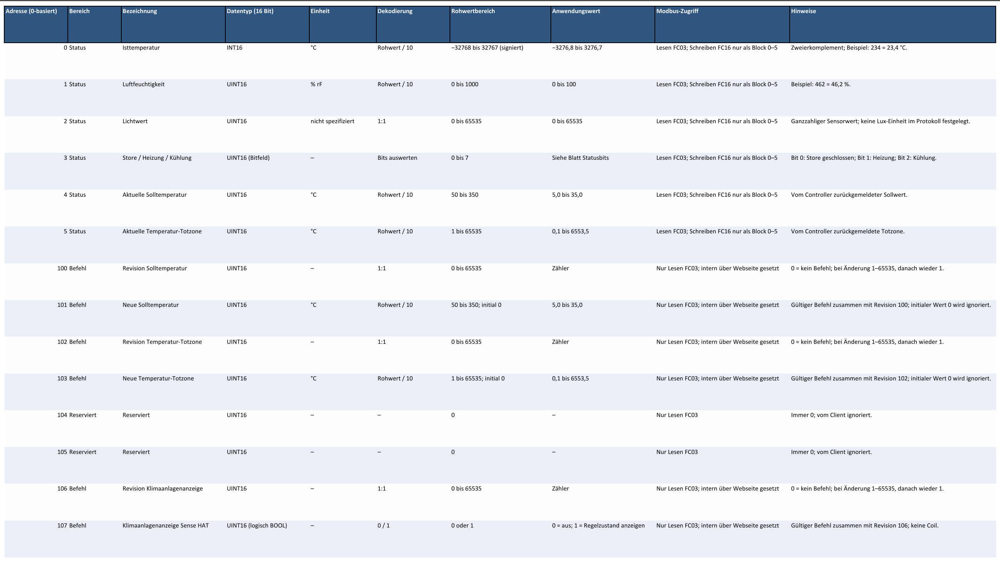 Adresse (0-basiert) Bereich Bezeichnung Datentyp (16 Bit) Einheit Dekodierung Rohwertbereich Anwendungswert Modbus-Zugriff Hinweise
0 Status Isttemperatur INT16 °C Rohwert / 10 −32768 bis 32767 (signiert) −3276,8 bis 3276,7 Lesen FC03; Schreiben FC16 nur als Block 0–5 Zweierkomplement; Beispiel: 234 = 23,4 °C.
1 Status Luftfeuchtigkeit UINT16 % rF Rohwert / 10 0 bis 1000 0 bis 100 Lesen FC03; Schreiben FC16 nur als Block 0–5 Beispiel: 462 = 46,2 %.
2 Status Lichtwert UINT16 nicht spezifiziert 1:1 0 bis 65535 0 bis 65535 Lesen FC03; Schreiben FC16 nur als Block 0–5 Ganzzahliger Sensorwert; keine Lux-Einheit im Protokoll festgelegt.
3 Status Store / Heizung / Kühlung UINT16 (Bitfeld) – Bits auswerten 0 bis 7 Siehe Blatt Statusbits Lesen FC03; Schreiben FC16 nur als Block 0–5 Bit 0: Store geschlossen; Bit 1: Heizung; Bit 2: Kühlung.
4 Status Aktuelle Solltemperatur UINT16 °C Rohwert / 10 50 bis 350 5,0 bis 35,0 Lesen FC03; Schreiben FC16 nur als Block 0–5 Vom Controller zurückgemeldeter Sollwert.
5 Status Aktuelle Temperatur-Totzone UINT16 °C Rohwert / 10 1 bis 65535 0,1 bis 6553,5 Lesen FC03; Schreiben FC16 nur als Block 0–5 Vom Controller zurückgemeldete Totzone.
100 Befehl Revision Solltemperatur UINT16 – 1:1 0 bis 65535 Zähler Nur Lesen FC03; intern über Webseite gesetzt 0 = kein Befehl; bei Änderung 1–65535, danach wieder 1.
101 Befehl Neue Solltemperatur UINT16 °C Rohwert / 10 50 bis 350; initial 0 5,0 bis 35,0 Nur Lesen FC03; intern über Webseite gesetzt Gültiger Befehl zusammen mit Revision 100; initialer Wert 0 wird ignoriert.
102 Befehl Revision Temperatur-Totzone UINT16 – 1:1 0 bis 65535 Zähler Nur Lesen FC03; intern über Webseite gesetzt 0 = kein Befehl; bei Änderung 1–65535, danach wieder 1.
103 Befehl Neue Temperatur-Totzone UINT16 °C Rohwert / 10 1 bis 65535; initial 0 0,1 bis 6553,5 Nur Lesen FC03; intern über Webseite gesetzt Gültiger Befehl zusammen mit Revision 102; initialer Wert 0 wird ignoriert.
104 Reserviert Reserviert UINT16 – – 0 – Nur Lesen FC03 Immer 0; vom Client ignoriert.
105 Reserviert Reserviert UINT16 – – 0 – Nur Lesen FC03 Immer 0; vom Client ignoriert.
106 Befehl Revision Klimaanlagenanzeige UINT16 – 1:1 0 bis 65535 Zähler Nur Lesen FC03; intern über Webseite gesetzt 0 = kein Befehl; bei Änderung 1–65535, danach wieder 1.
107 Befehl Klimaanlagenanzeige Sense HAT UINT16 (logisch BOOL) – 0 / 1 0 oder 1 0 = aus; 1 = Regelzustand anzeigen Nur Lesen FC03; intern über Webseite gesetzt Gültiger Befehl zusammen mit Revision 106; keine Coil.